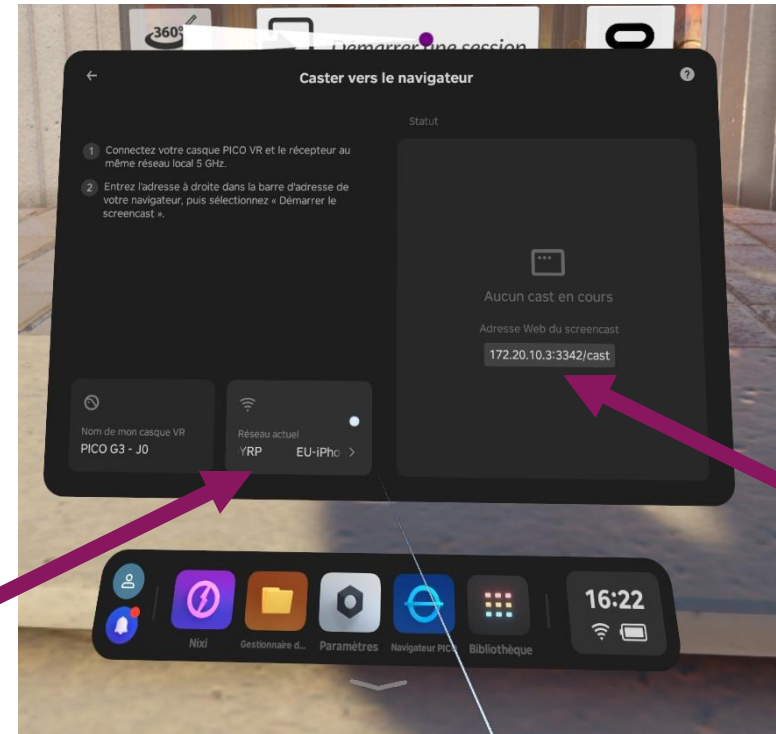 360°
Démarrer une session
Caster vers le navigateur
?
Statut
1 Connectez votre casque PICO VR et le récepteur au
même réseau local 5 GHz.
2 Entrez l'adresse à droite dans la barre d'adresse de
votre navigateur, puis sélectionnez « Démarrer le
screencast ».
Aucun cast en cours
Adresse Web du screencast
172.20.10.3:3342/cast
Nom de mon casque VR
PICO G3 - J0
Réseau actuel
YRP EU-iPho >
16:22
Nixi
Gestionnaire d...
Paramètres
Navigateur PICO
Bibliothèque